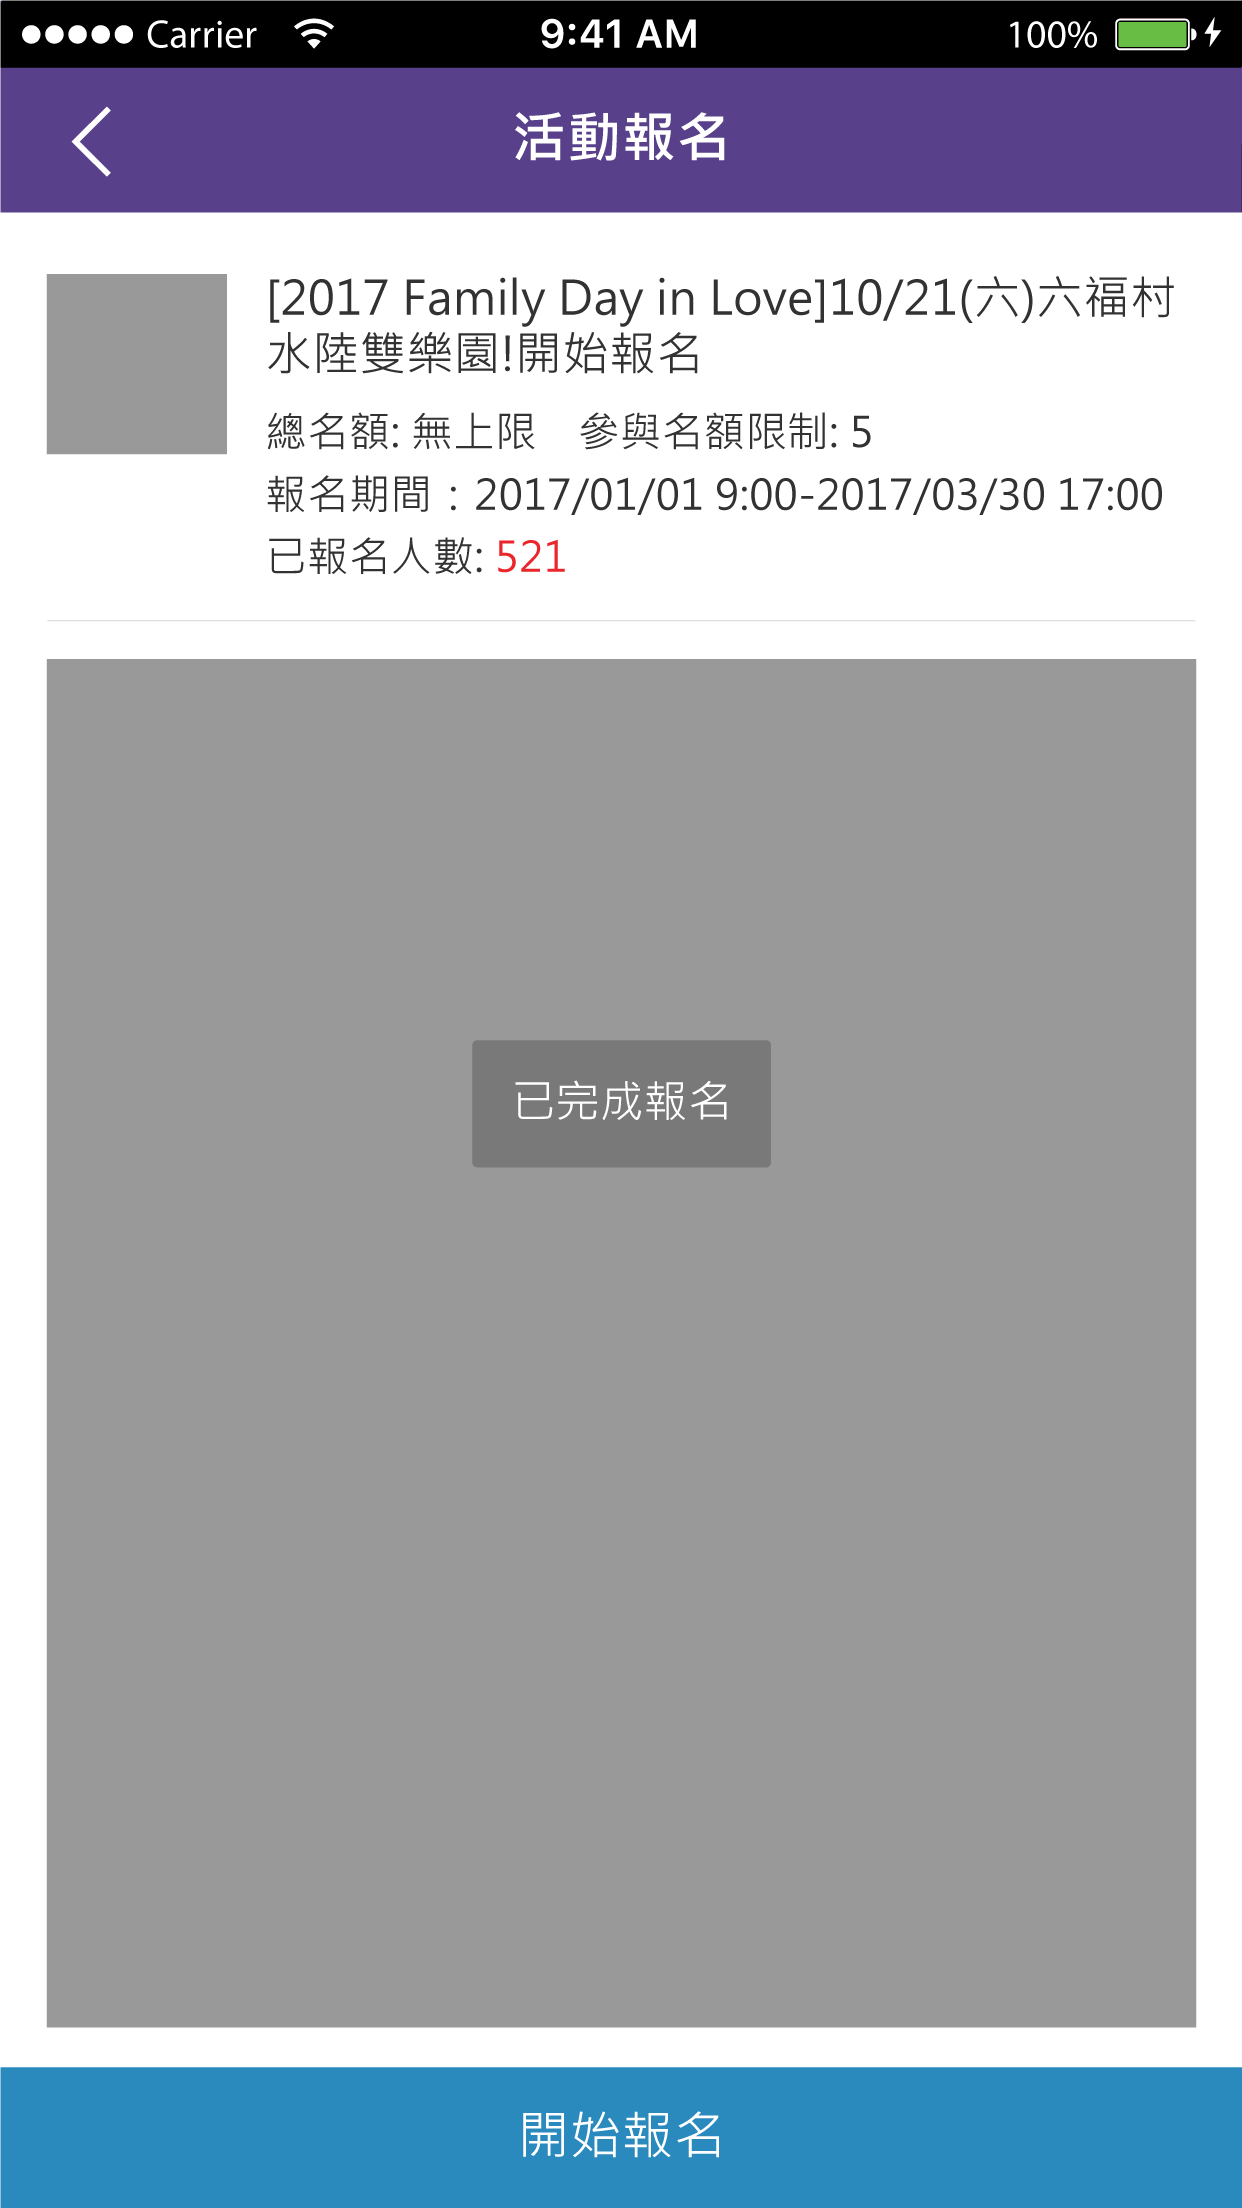 Carrier 9:41 AM 100%
活動報名
[2017 Family Day in Love]10/21(六)六福村
水陸雙樂園!開始報名
總名額: 無上限　參與名額限制: 5
報名期間：2017/01/01 9:00-2017/03/30 17:00
已報名人數: 521
已完成報名
開始報名